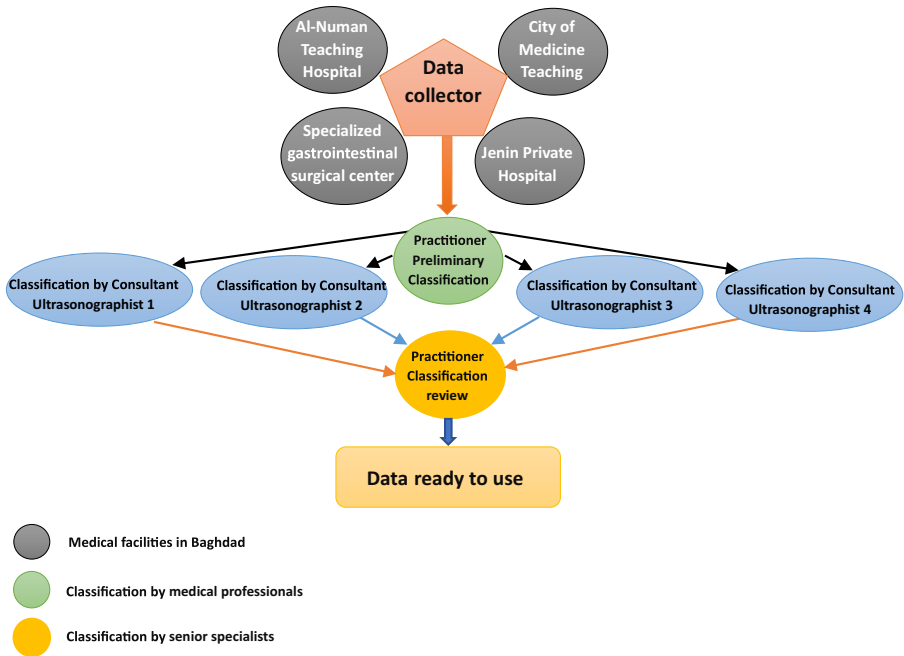 Al-Numan
Teaching
Hospital
City of
Medicine
Teaching
Data
collector
Specialized
gastrointestinal
surgical center
Jenin Private
Hospital
Practitioner
Preliminary
Classification
Classification by Consultant
Ultrasonographist 1
Classification by Consultant
Ultrasonographist 2
Classification by Consultant
Ultrasonographist 3
Classification by Consultant
Ultrasonographist 4
Practitioner
Classification
review
Data ready to use
Medical facilities in Baghdad
Classification by medical professionals
Classification by senior specialists